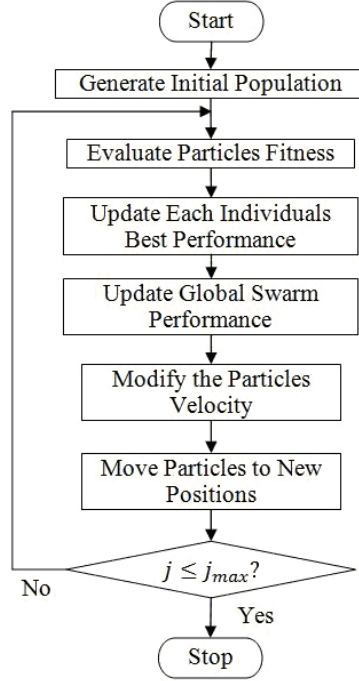 Start
Generate Initial Population
Evaluate Particles Fitness
Update Each Individuals
Best Performance
Update Global Swarm
Performance
Modify the Particles
Velocity
Move Particles to New
Positions
j ≤ jmax?
No
Yes
Stop